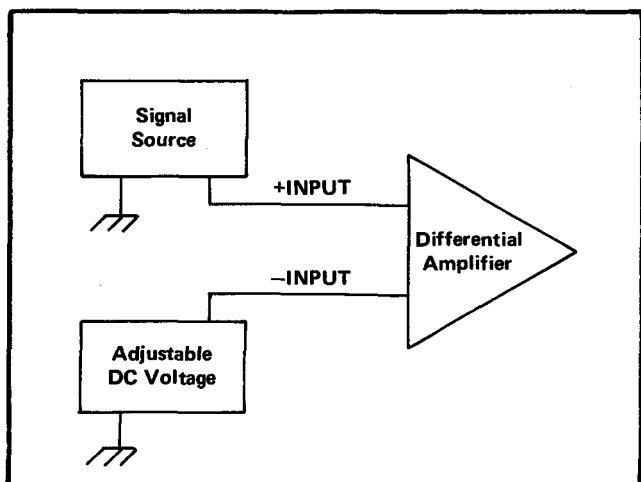 Signal
Source
+INPUT
Differential
Amplifier
−INPUT
Adjustable
DC Voltage